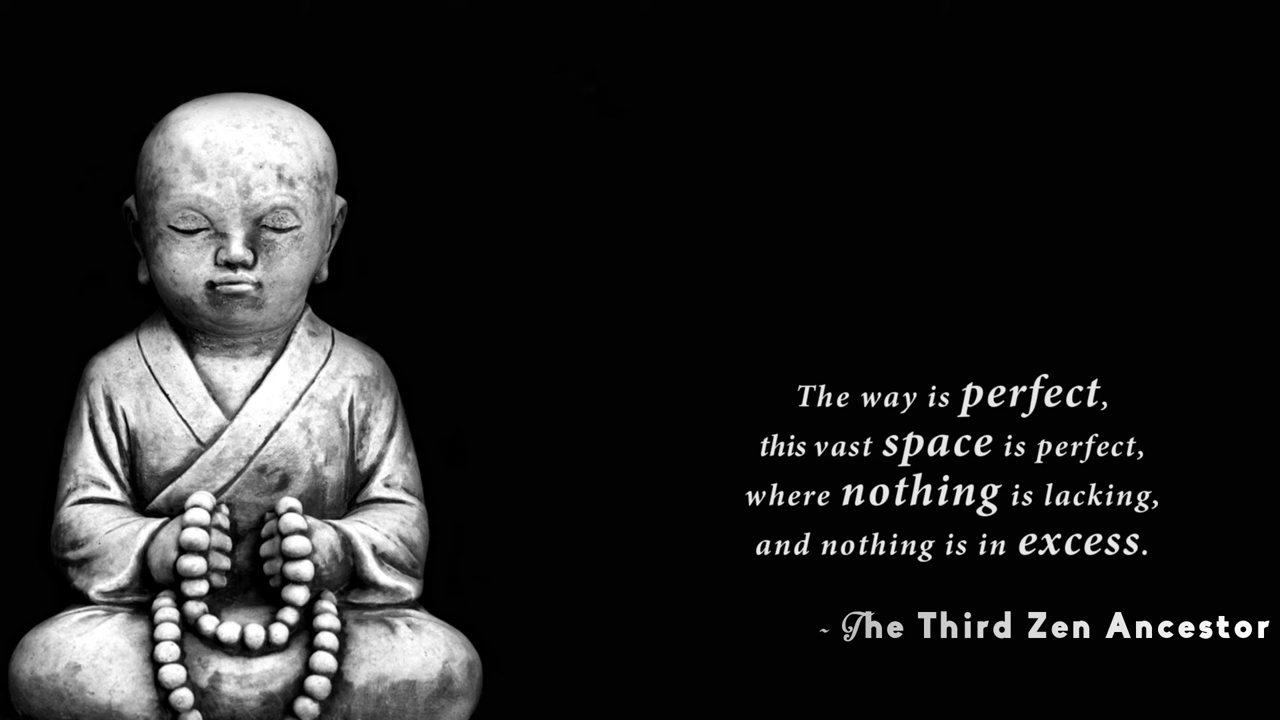 The way is perfect,
this vast space is perfect,
where nothing is lacking,
and nothing is in excess.
~ The Third Zen Ancestor